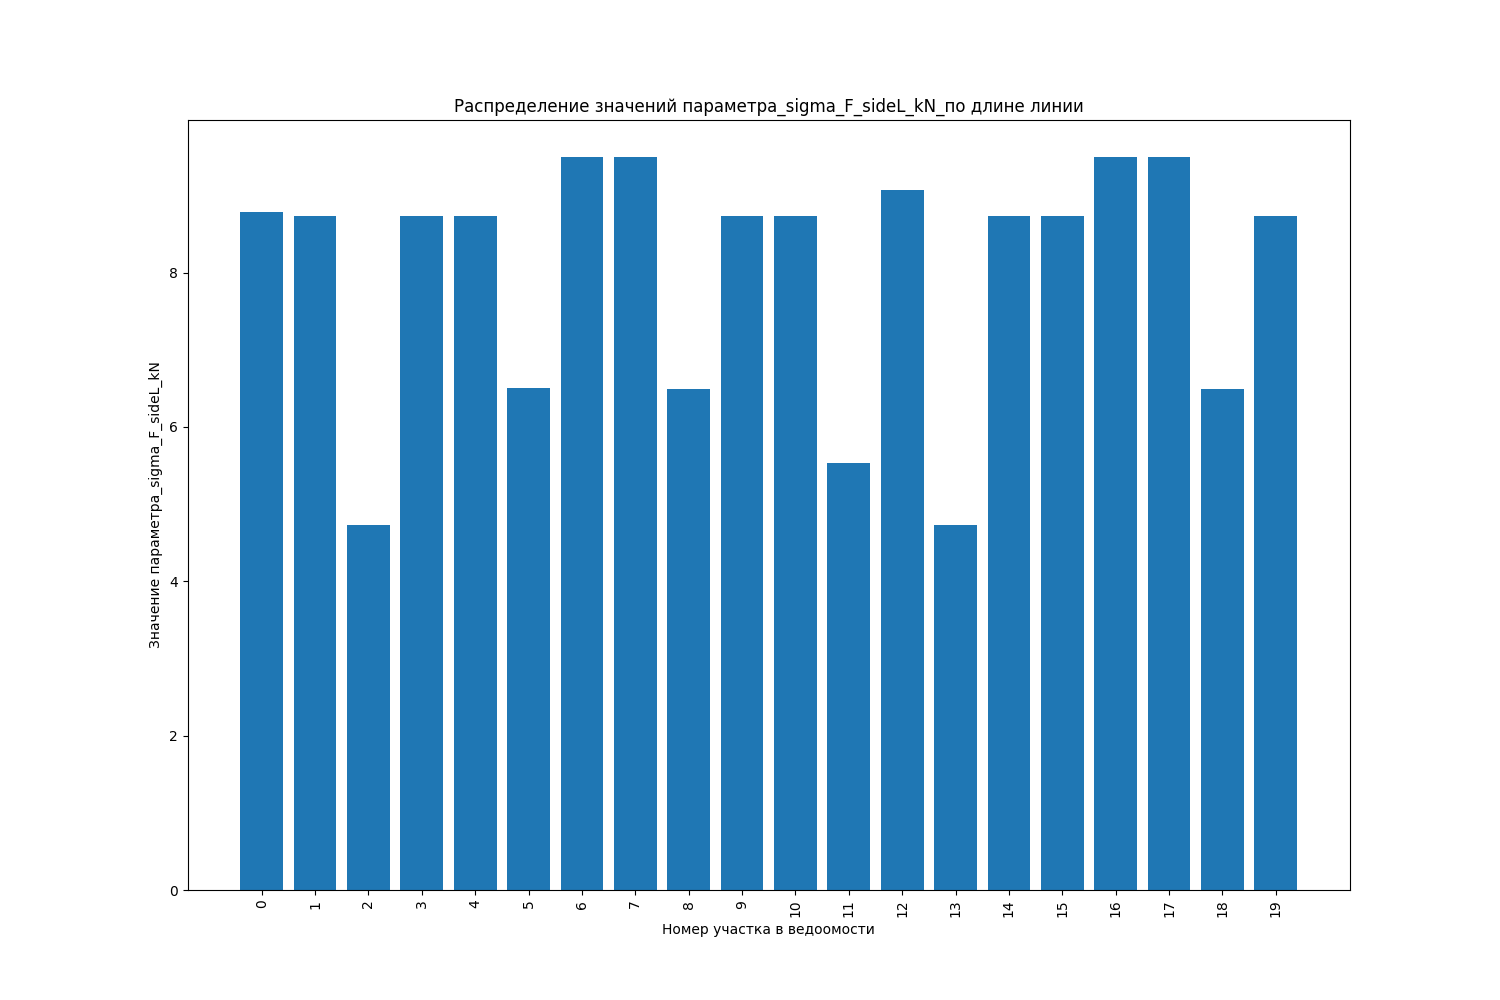 Распределение значений параметра_sigma_F_sideL_kN_по длине линии
Значение параметра_sigma_F_sideL_kN
8
6
4
2
0
0 1 2 3 4 5 6 7 8 9 10 11 12 13 14 15 16 17 18 19
Номер участка в ведоомости